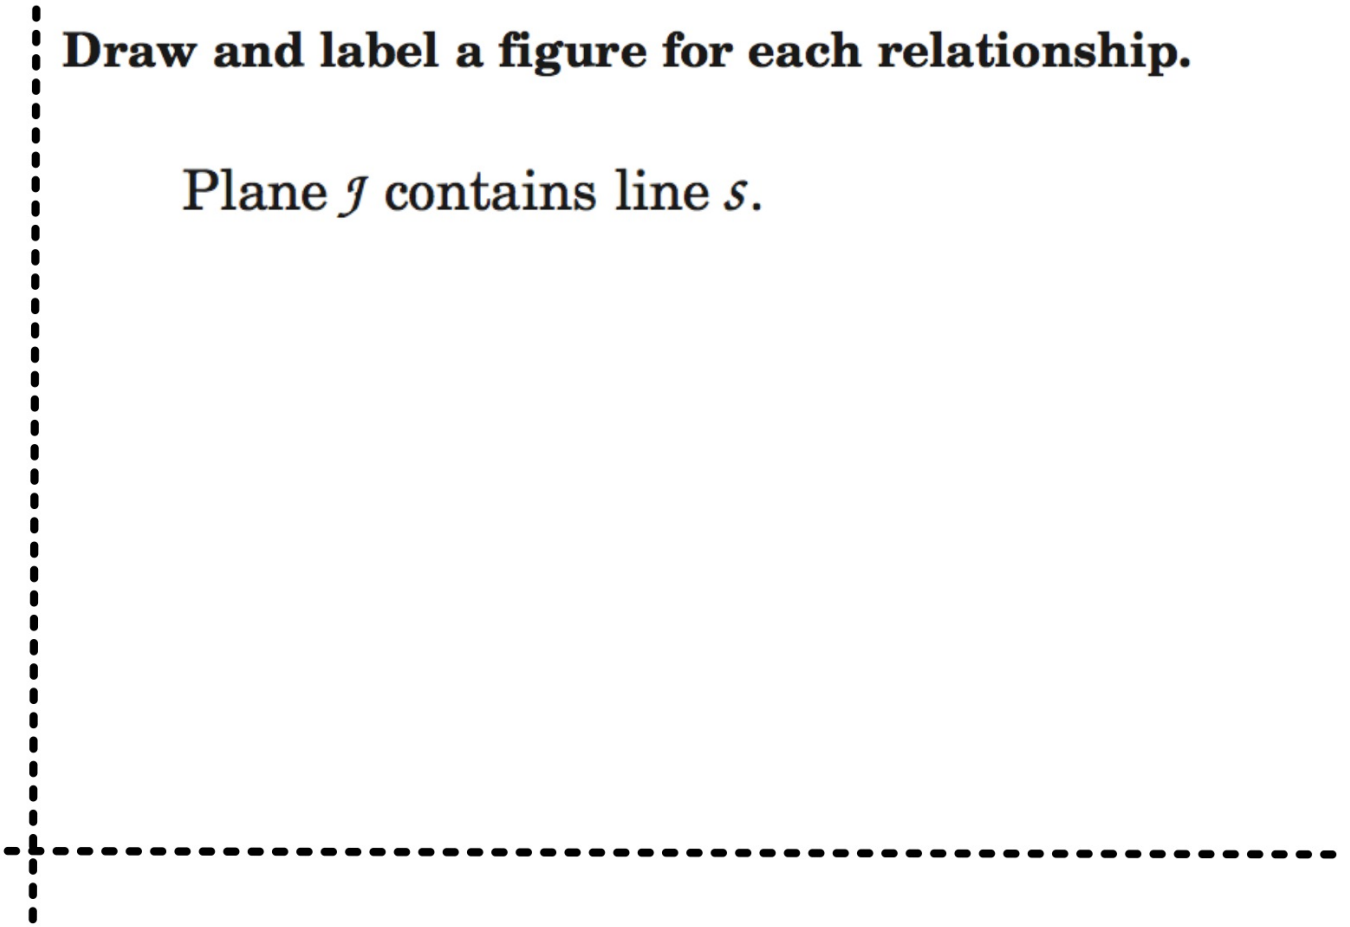 Draw and label a figure for each relationship.
Plane 𝒥 contains line s.